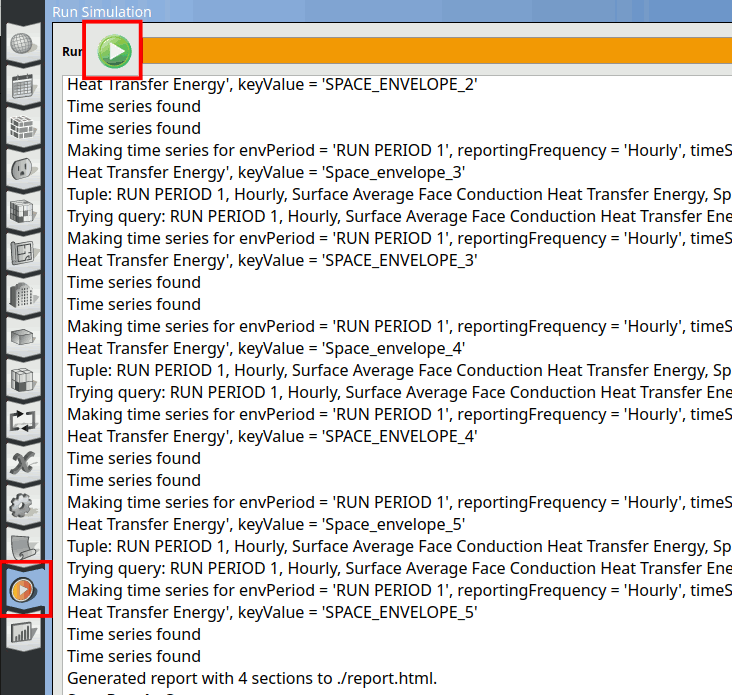 Run Simulation
Run
Heat Transfer Energy', keyValue = 'SPACE_ENVELOPE_2'
Time series found
Time series found
Making time series for envPeriod = 'RUN PERIOD 1', reportingFrequency = 'Hourly', timeS
Heat Transfer Energy', keyValue = 'Space_envelope_3'
Tuple: RUN PERIOD 1, Hourly, Surface Average Face Conduction Heat Transfer Energy, Sp
Trying query: RUN PERIOD 1, Hourly, Surface Average Face Conduction Heat Transfer Ene
Making time series for envPeriod = 'RUN PERIOD 1', reportingFrequency = 'Hourly', timeS
Heat Transfer Energy', keyValue = 'SPACE_ENVELOPE_3'
Time series found
Time series found
Making time series for envPeriod = 'RUN PERIOD 1', reportingFrequency = 'Hourly', timeS
Heat Transfer Energy', keyValue = 'Space_envelope_4'
Tuple: RUN PERIOD 1, Hourly, Surface Average Face Conduction Heat Transfer Energy, Sp
Trying query: RUN PERIOD 1, Hourly, Surface Average Face Conduction Heat Transfer Ene
Making time series for envPeriod = 'RUN PERIOD 1', reportingFrequency = 'Hourly', timeS
Heat Transfer Energy', keyValue = 'SPACE_ENVELOPE_4'
Time series found
Time series found
Making time series for envPeriod = 'RUN PERIOD 1', reportingFrequency = 'Hourly', timeS
Heat Transfer Energy', keyValue = 'Space_envelope_5'
Tuple: RUN PERIOD 1, Hourly, Surface Average Face Conduction Heat Transfer Energy, Sp
Trying query: RUN PERIOD 1, Hourly, Surface Average Face Conduction Heat Transfer Ene
Making time series for envPeriod = 'RUN PERIOD 1', reportingFrequency = 'Hourly', timeS
Heat Transfer Energy', keyValue = 'SPACE_ENVELOPE_5'
Time series found
Time series found
Generated report with 4 sections to ./report.html.